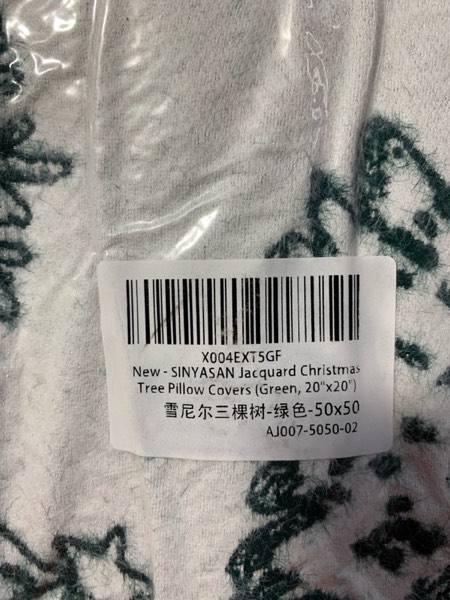 X004EXT5GF
New - SINYASAN Jacquard Christmas
Tree Pillow Covers (Green, 20"x20")
雪尼尔三棵树-绿色-50x50
AJ007-5050-02